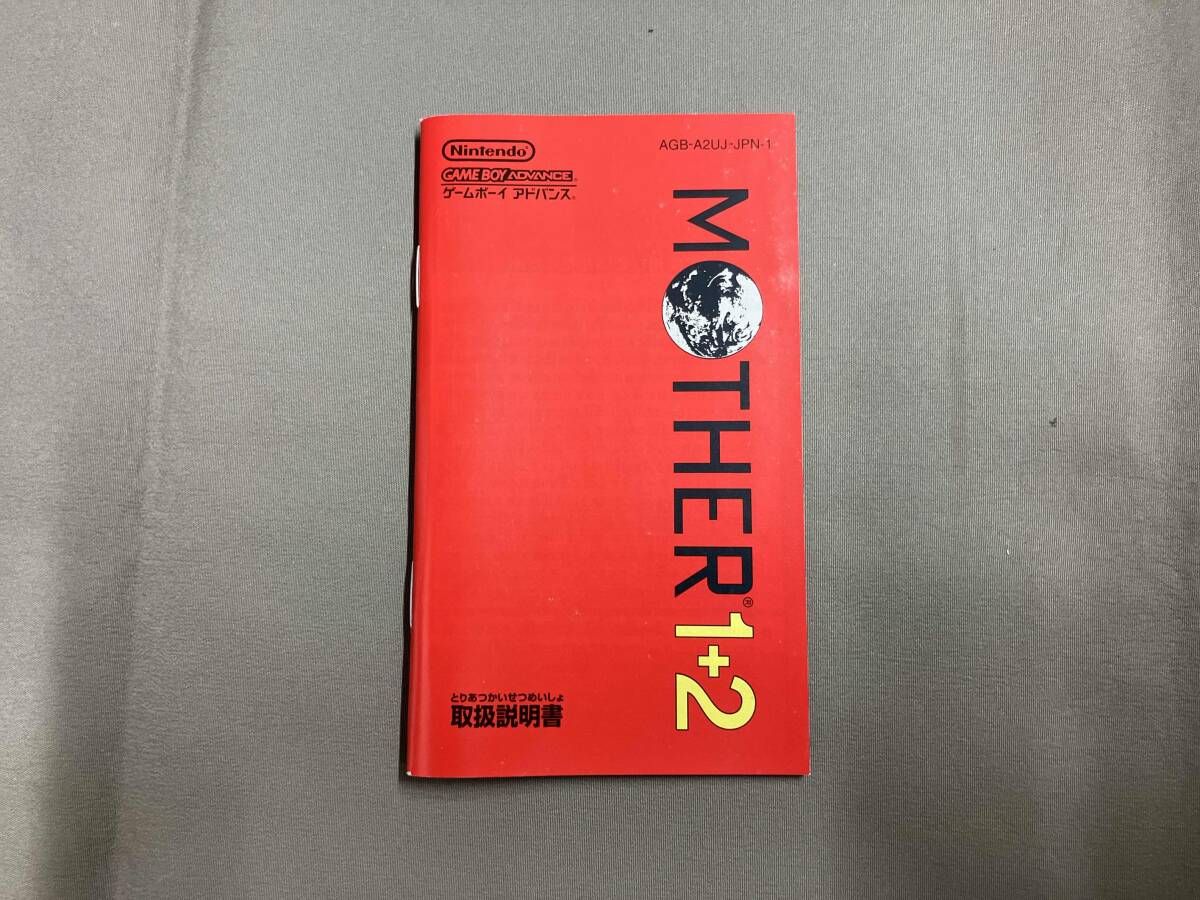 Nintendo®
GAME BOY ADVANCE®
ゲームボーイ アドバンス®
AGB-A2UJ-JPN-1
MOTHER®1+2
とりあつかいせつめいしょ
取扱説明書